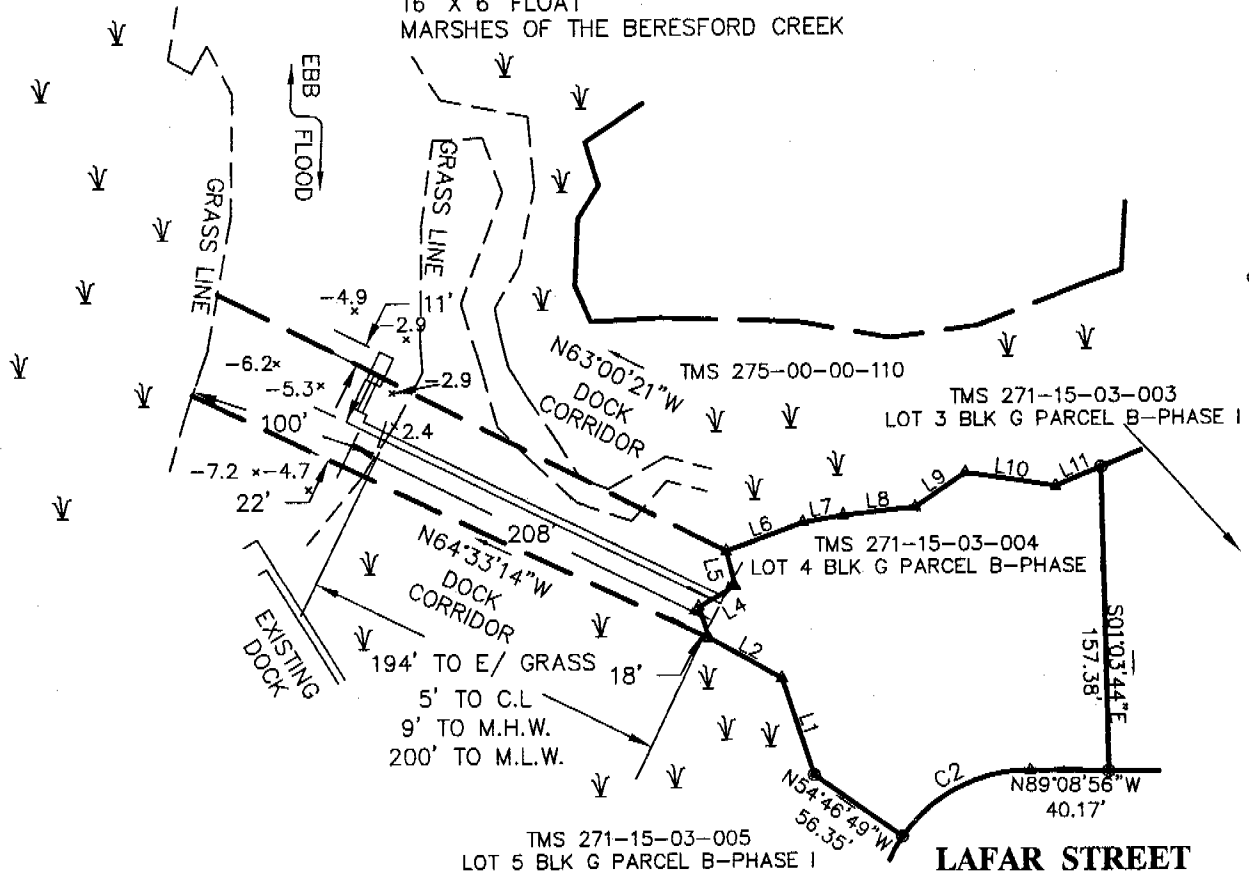 16' X 6' FLOAT
MARSHES OF THE BERESFORD CREEK
EBB
FLOOD
GRASS LINE
GRASS LINE
-4.9
11'
-2.9
-6.2
-5.3
-2.9
100'
-2.4
-7.2
-4.7
22'
N63°00'21"W
DOCK
CORRIDOR
TMS 275-00-00-110
TMS 271-15-03-003
LOT 3 BLK G PARCEL B-PHASE I
L11
L10
L9
L8
L7
L6
TMS 271-15-03-004
LOT 4 BLK G PARCEL B-PHASE
L5
L4
208'
N64°33'14"W
DOCK
CORRIDOR
EXISTING
DOCK
194' TO E/ GRASS
5' TO C.L
9' TO M.H.W.
200' TO M.L.W.
18'
L2
L1
S01°03'44"E
157.38'
C2
N89°08'56"W
40.17'
N54°46'49"W
56.35'
TMS 271-15-03-005
LOT 5 BLK G PARCEL B-PHASE I
LAFAR STREET